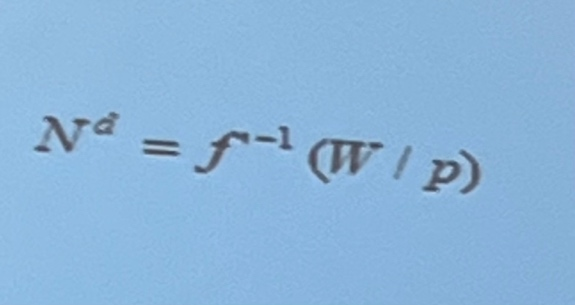 N^d = f^-1 (W / p)